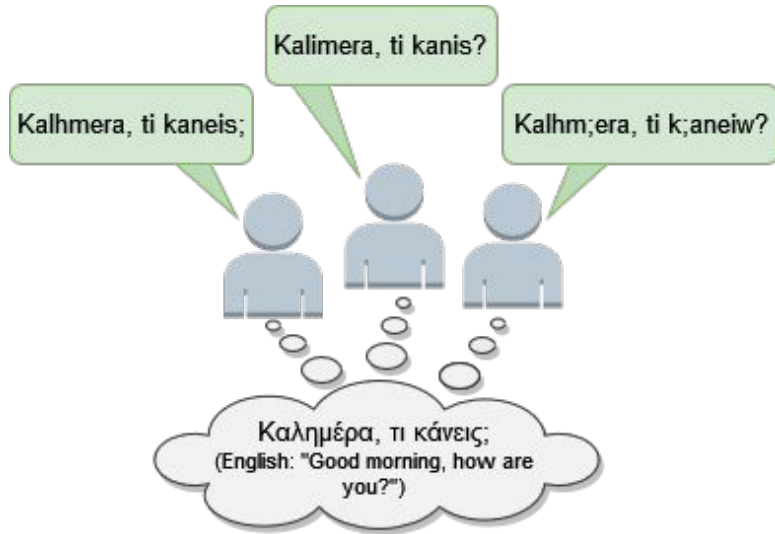 Kalimera, ti kanis?
Kalhmera, ti kaneis;
Kalhm;era, ti k;aneiw?
Καλημέρα, τι κάνεις;
(English: "Good morning, how are
you?")